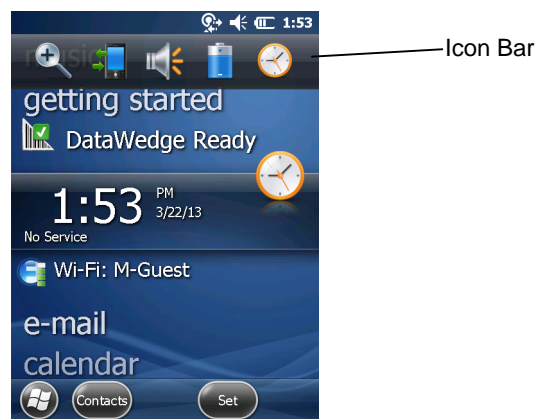 1:53
music
Icon Bar
getting started
DataWedge Ready
1:53 PM
3/22/13
No Service
Wi-Fi: M-Guest
e-mail
calendar
Contacts
Set